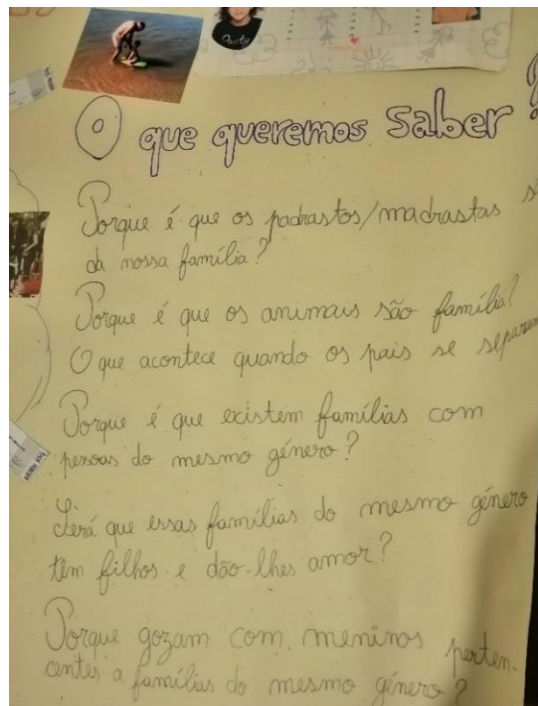 O que queremos saber?
Porque é que os padrastos/madrastas s
da nossa família?
Porque é que os animais são família?
O que acontece quando os pais se separam
Porque é que existem famílias com
pessoas do mesmo género?
Será que essas famílias do mesmo género
têm filhos e dão-lhes amor?
Porque gozam com meninos perten-
centes a famílias do mesmo género?